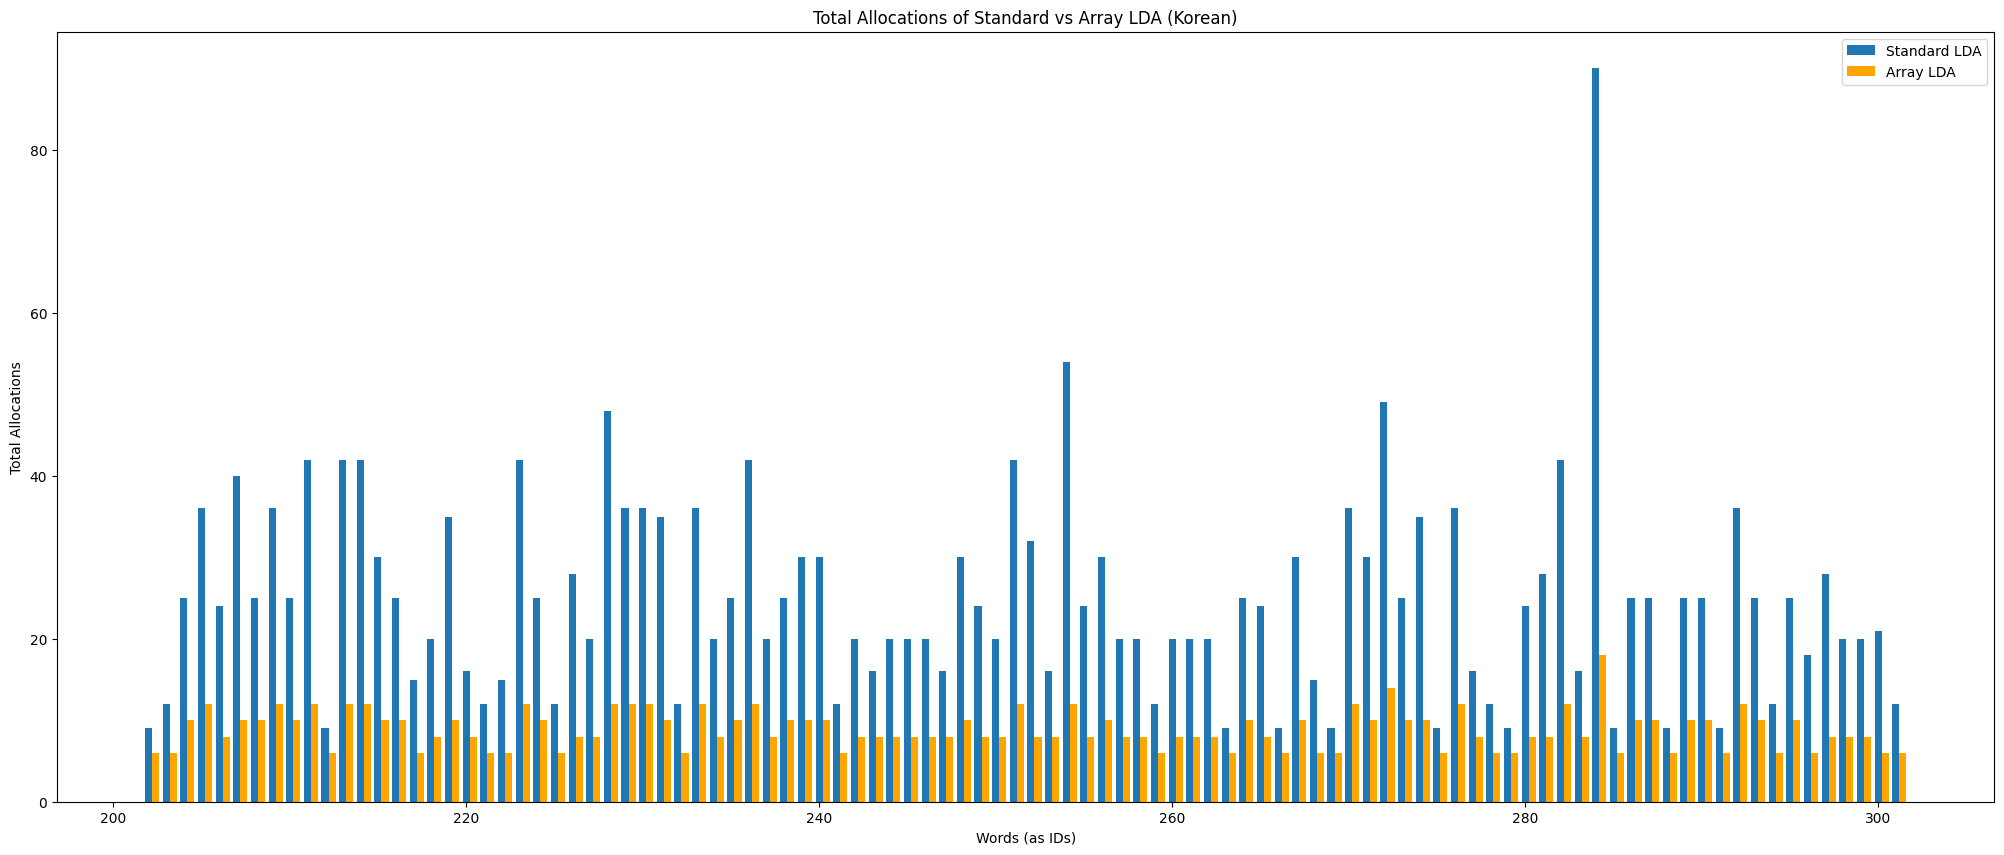 Total Allocations of Standard vs Array LDA (Korean)
Standard LDA
Array LDA
Total Allocations
80
60
40
20
0
200 220 240 260 280 300
Words (as IDs)